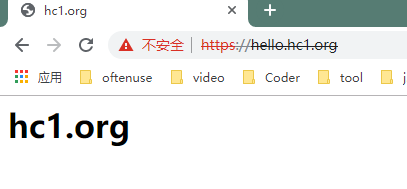 hc1.org
不安全 https://hello.hc1.org
应用 oftenuse video Coder tool j
hc1.org